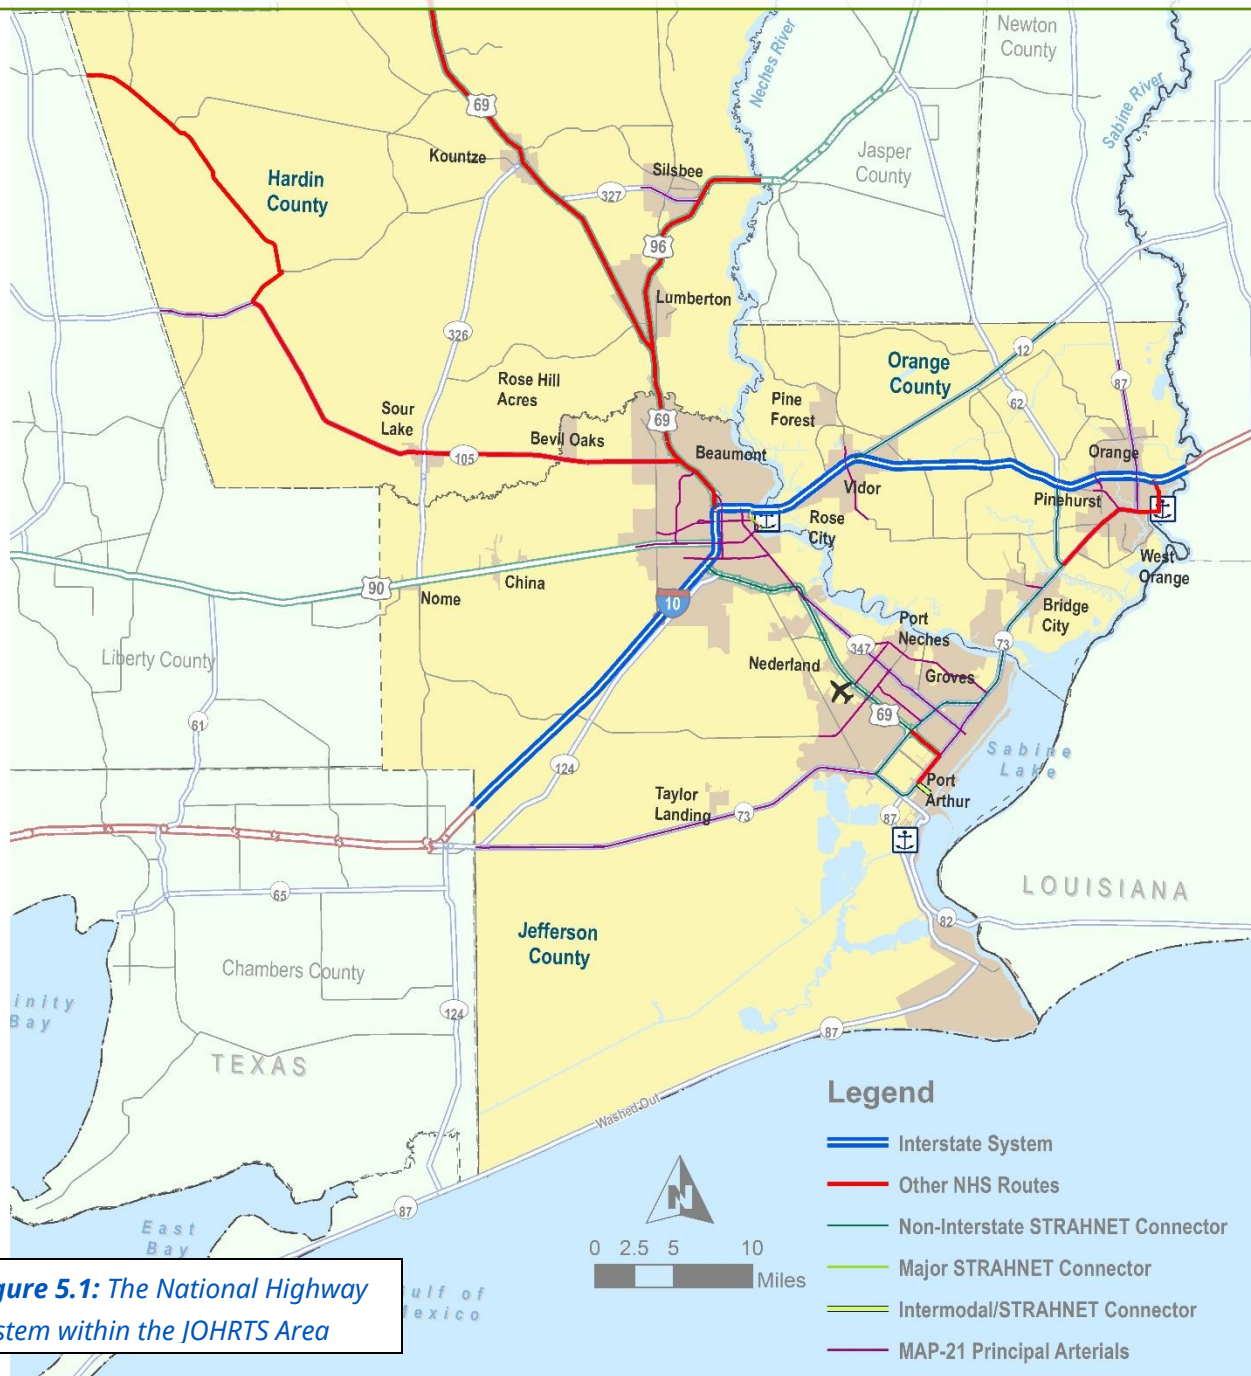 Newton
County
Neches River
Sabine River
69
Kountze
Silsbee
Jasper
County
Hardin
County
327
96
Lumberton
326
12
Orange
County
87
62
Rose Hill
Acres
Pine
Forest
Sour
Lake
69
Bevil Oaks
Beaumont
Orange
105
Vidor
Pinehurst
Rose
City
West
Orange
90
Nome
China
10
Bridge
City
Port
Neches
73
347
Liberty County
Nederland
Groves
61
69
Sabine
Lake
124
Port
Arthur
Taylor
Landing
73
87
65
LOUISIANA
82
Jefferson
County
Chambers County
inity
Bay
124
87
TEXAS
Washed Out
Legend
Interstate System
Other NHS Routes
Non-Interstate STRAHNET Connector
Major STRAHNET Connector
Intermodal/STRAHNET Connector
MAP-21 Principal Arterials
N
0 2.5 5 10
Miles
87
East
Bay
ulf of
exico
gure 5.1: The National Highway
stem within the JOHRTS Area